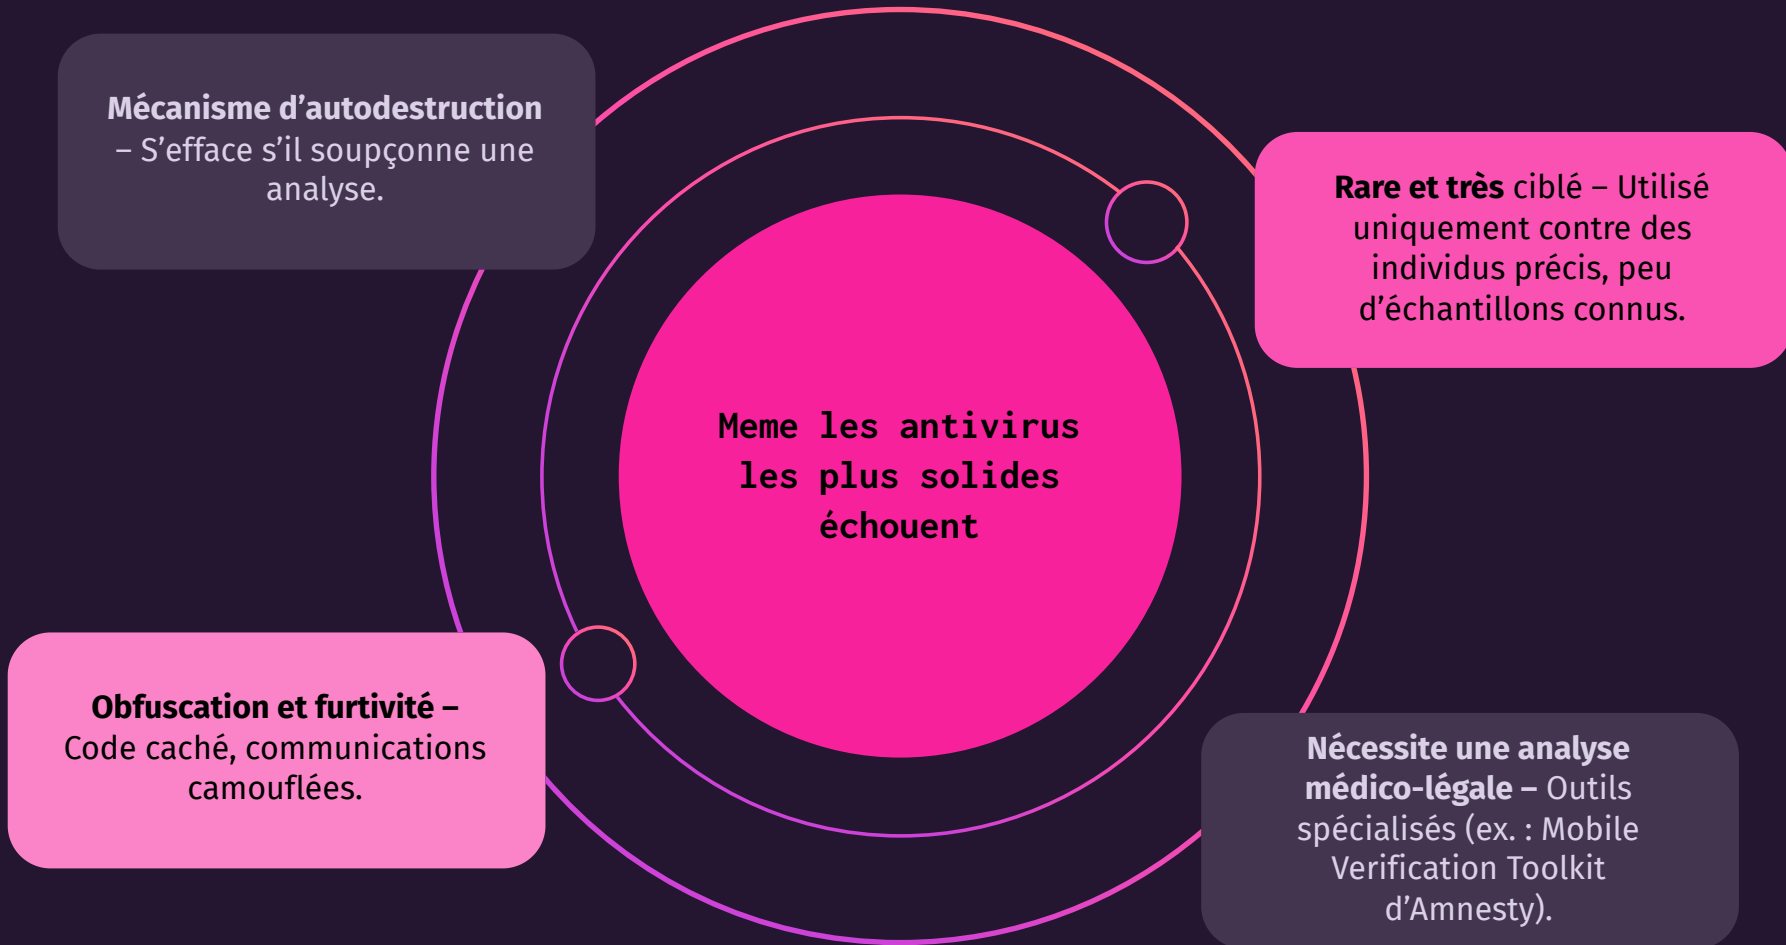 Mécanisme d’autodestruction
– S’efface s’il soupçonne une
analyse.
Rare et très ciblé – Utilisé
uniquement contre des
individus précis, peu
d’échantillons connus.
Meme les antivirus
les plus solides
échouent
Obfuscation et furtivité –
Code caché, communications
camouflées.
Nécessite une analyse
médico-légale – Outils
spécialisés (ex. : Mobile
Verification Toolkit
d’Amnesty).